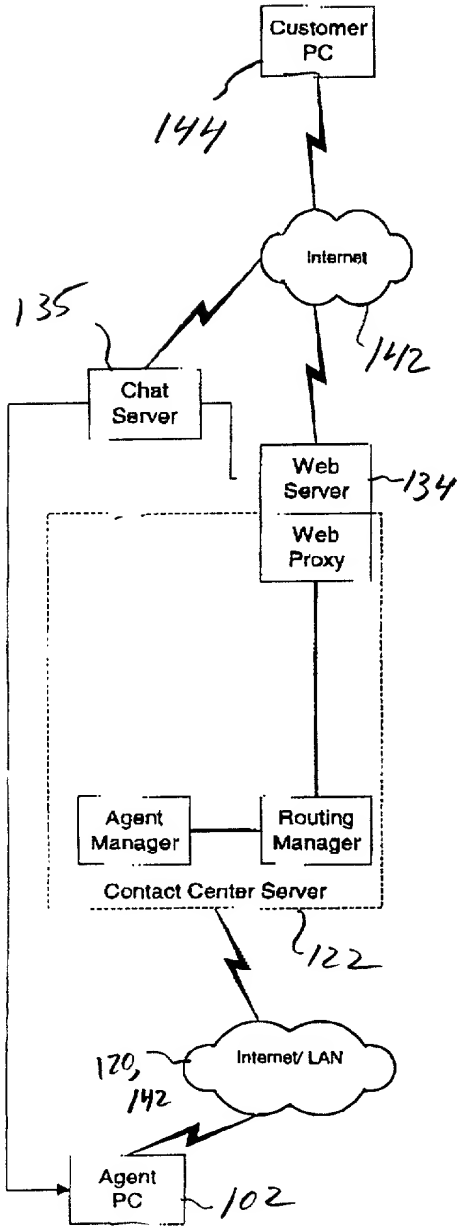 Customer
PC
144
Internet
142
135
Chat
Server
Web
Server
134
Web
Proxy
Agent
Manager
Routing
Manager
Contact Center Server
122
Internet/ LAN
120,
142
Agent
PC
102